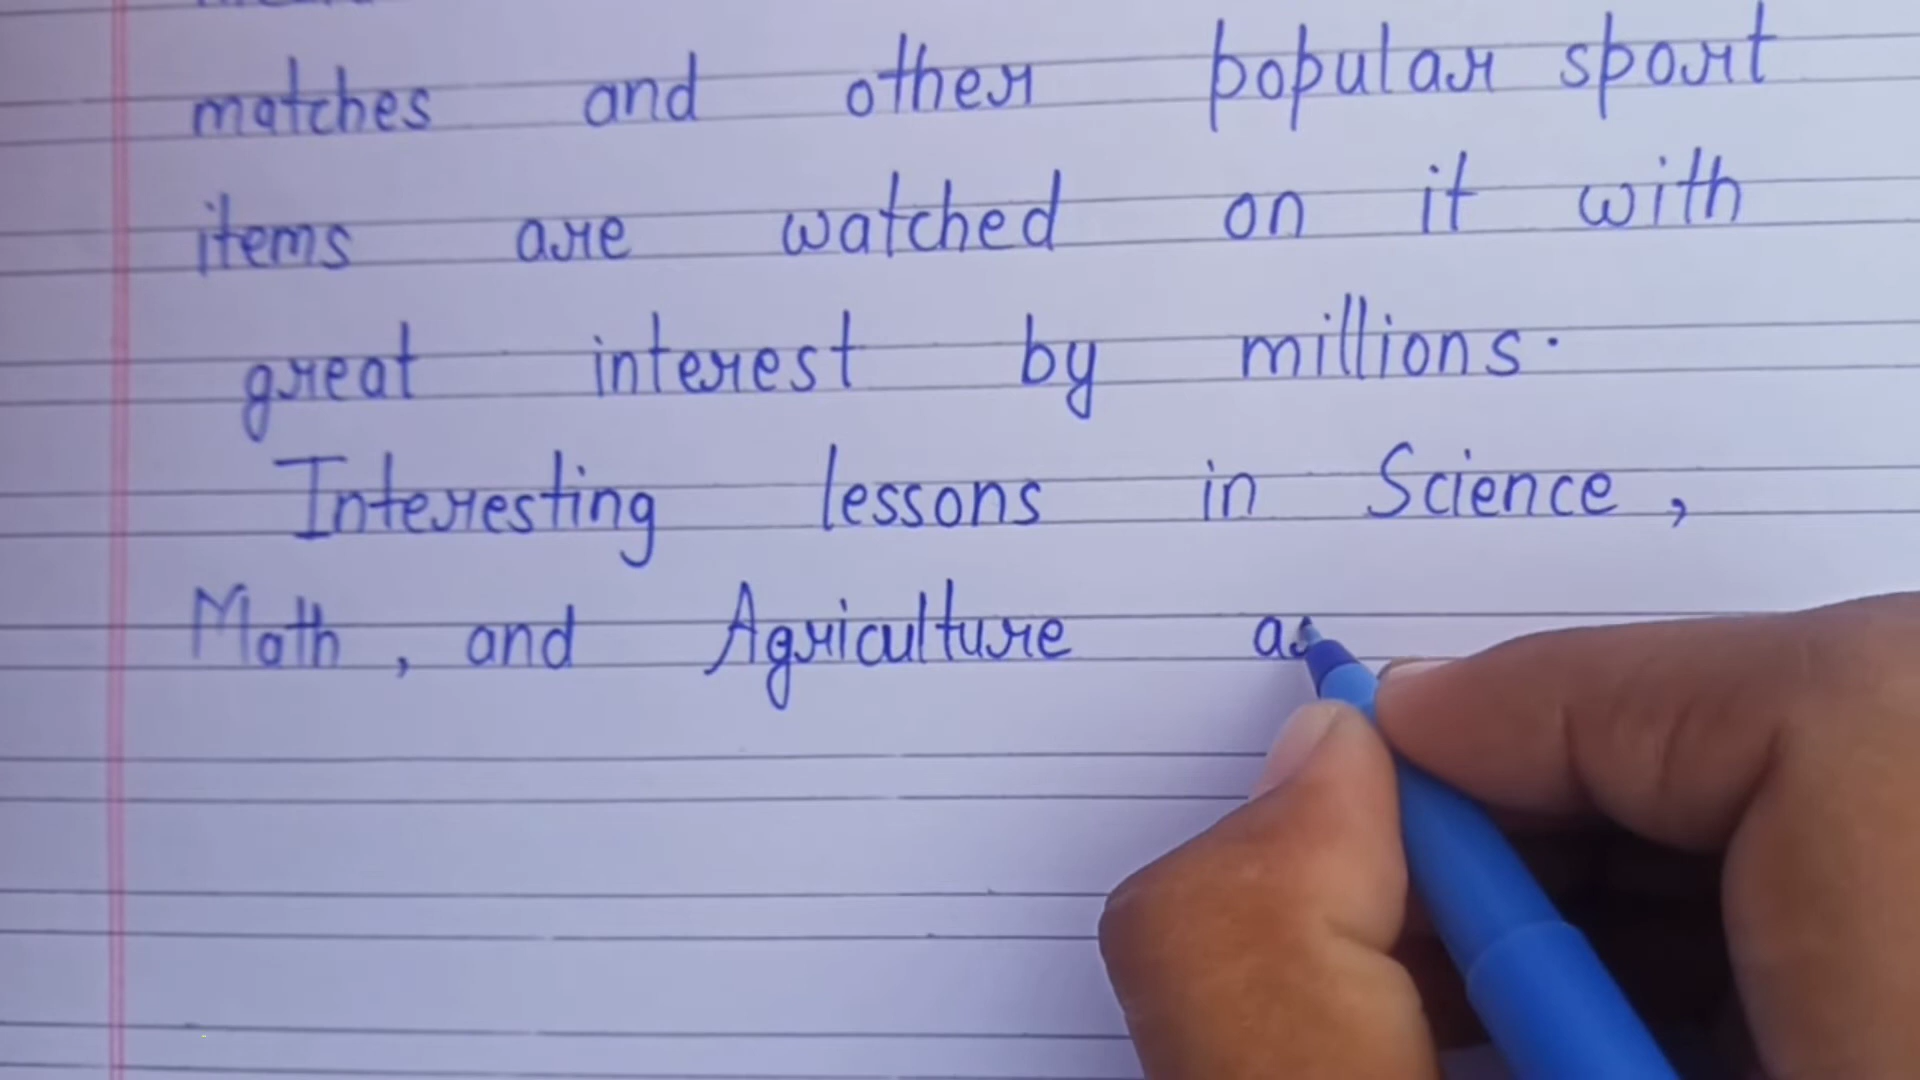 matches and other popular sport
items are watched on it with
great interest by millions.
Interesting lessons in Science,
Math, and Agriculture